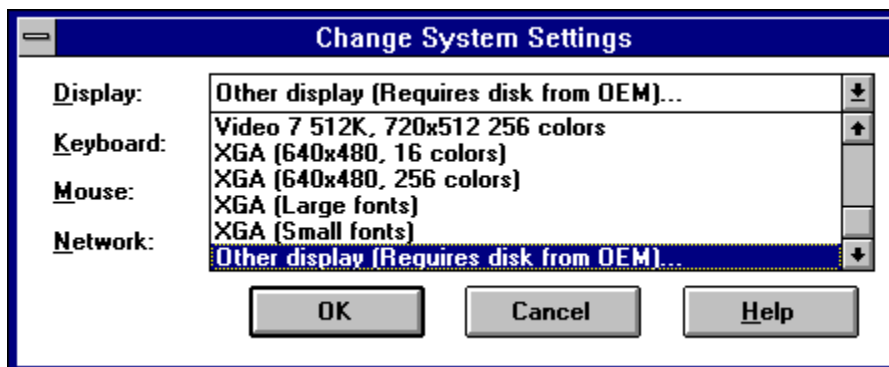 Change System Settings
Display:
Other display (Requires disk from OEM)...
Video 7 512K, 720x512 256 colors
Keyboard:
XGA (640x480, 16 colors)
XGA (640x480, 256 colors)
Mouse:
XGA (Large fonts)
XGA (Small fonts)
Network:
Other display (Requires disk from OEM)...
OK
Cancel
Help